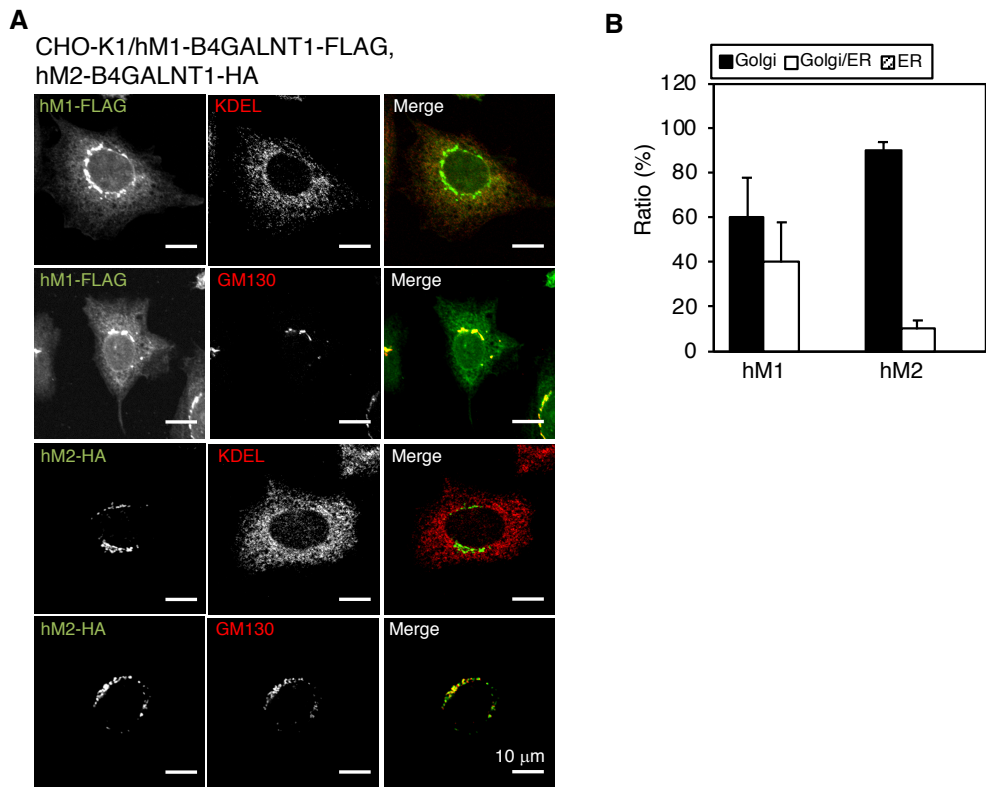 A
CHO-K1/hM1-B4GALNT1-FLAG,
hM2-B4GALNT1-HA
hM1-FLAG KDEL Merge
hM1-FLAG GM130 Merge
hM2-HA KDEL Merge
hM2-HA GM130 Merge
10 μm
B
Golgi Golgi/ER ER
120
100
80
60
40
20
0
Ratio (%)
hM1 hM2